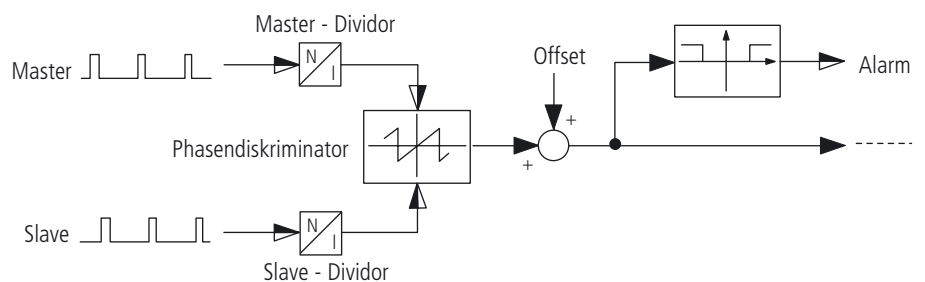 Master - Dividor
Master
N
I
Offset
Alarm
+
Phasendiskriminator
+
Slave
N
I
Slave - Dividor